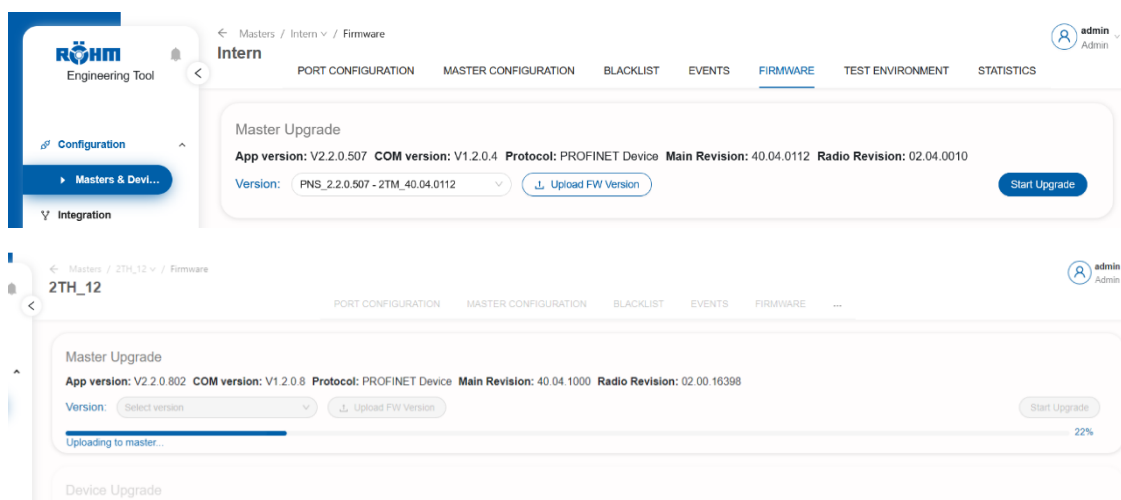 ← Masters / Intern / Firmware
Intern
admin
Admin
RÖHM
Engineering Tool
PORT CONFIGURATION MASTER CONFIGURATION BLACKLIST EVENTS FIRMWARE TEST ENVIRONMENT STATISTICS
Configuration
Masters & Devi...
Integration
Master Upgrade
App version: V2.2.0.507 COM version: V1.2.0.4 Protocol: PROFINET Device Main Revision: 40.04.0112 Radio Revision: 02.04.0010
Version: PNS_2.2.0.507 - 2TM_40.04.0112 Upload FW Version Start Upgrade
← Masters / 2TH_12 / Firmware
2TH_12
admin
Admin
PORT CONFIGURATION MASTER CONFIGURATION BLACKLIST EVENTS FIRMWARE ...
Master Upgrade
App version: V2.2.0.802 COM version: V1.2.0.8 Protocol: PROFINET Device Main Revision: 40.04.1000 Radio Revision: 02.00.16398
Version: Select version Upload FW Version Start Upgrade
22%
Uploading to master...
Device Upgrade